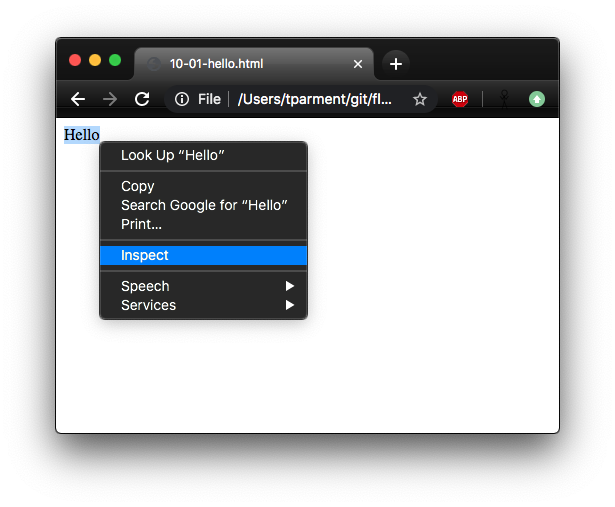 10-01-hello.html
File /Users/tparment/git/fl...
ABP
Hello
Look Up “Hello”
Copy
Search Google for “Hello”
Print...
Inspect
Speech
Services